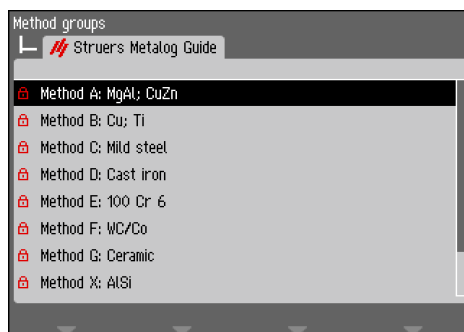 Method groups
Struers Metalog Guide
Method A: MgAl; CuZn
Method B: Cu; Ti
Method C: Mild steel
Method D: Cast iron
Method E: 100 Cr 6
Method F: WC/Co
Method G: Ceramic
Method X: AlSi